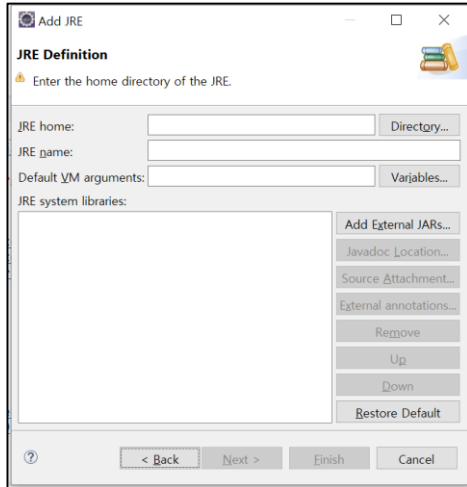 Add JRE
JRE Definition
Enter the home directory of the JRE.
JRE home:
Directory...
JRE name:
Default VM arguments:
Variables...
JRE system libraries:
Add External JARs...
Javadoc Location...
Source Attachment...
External annotations...
Remove
Up
Down
Restore Default
< Back
Next >
Finish
Cancel